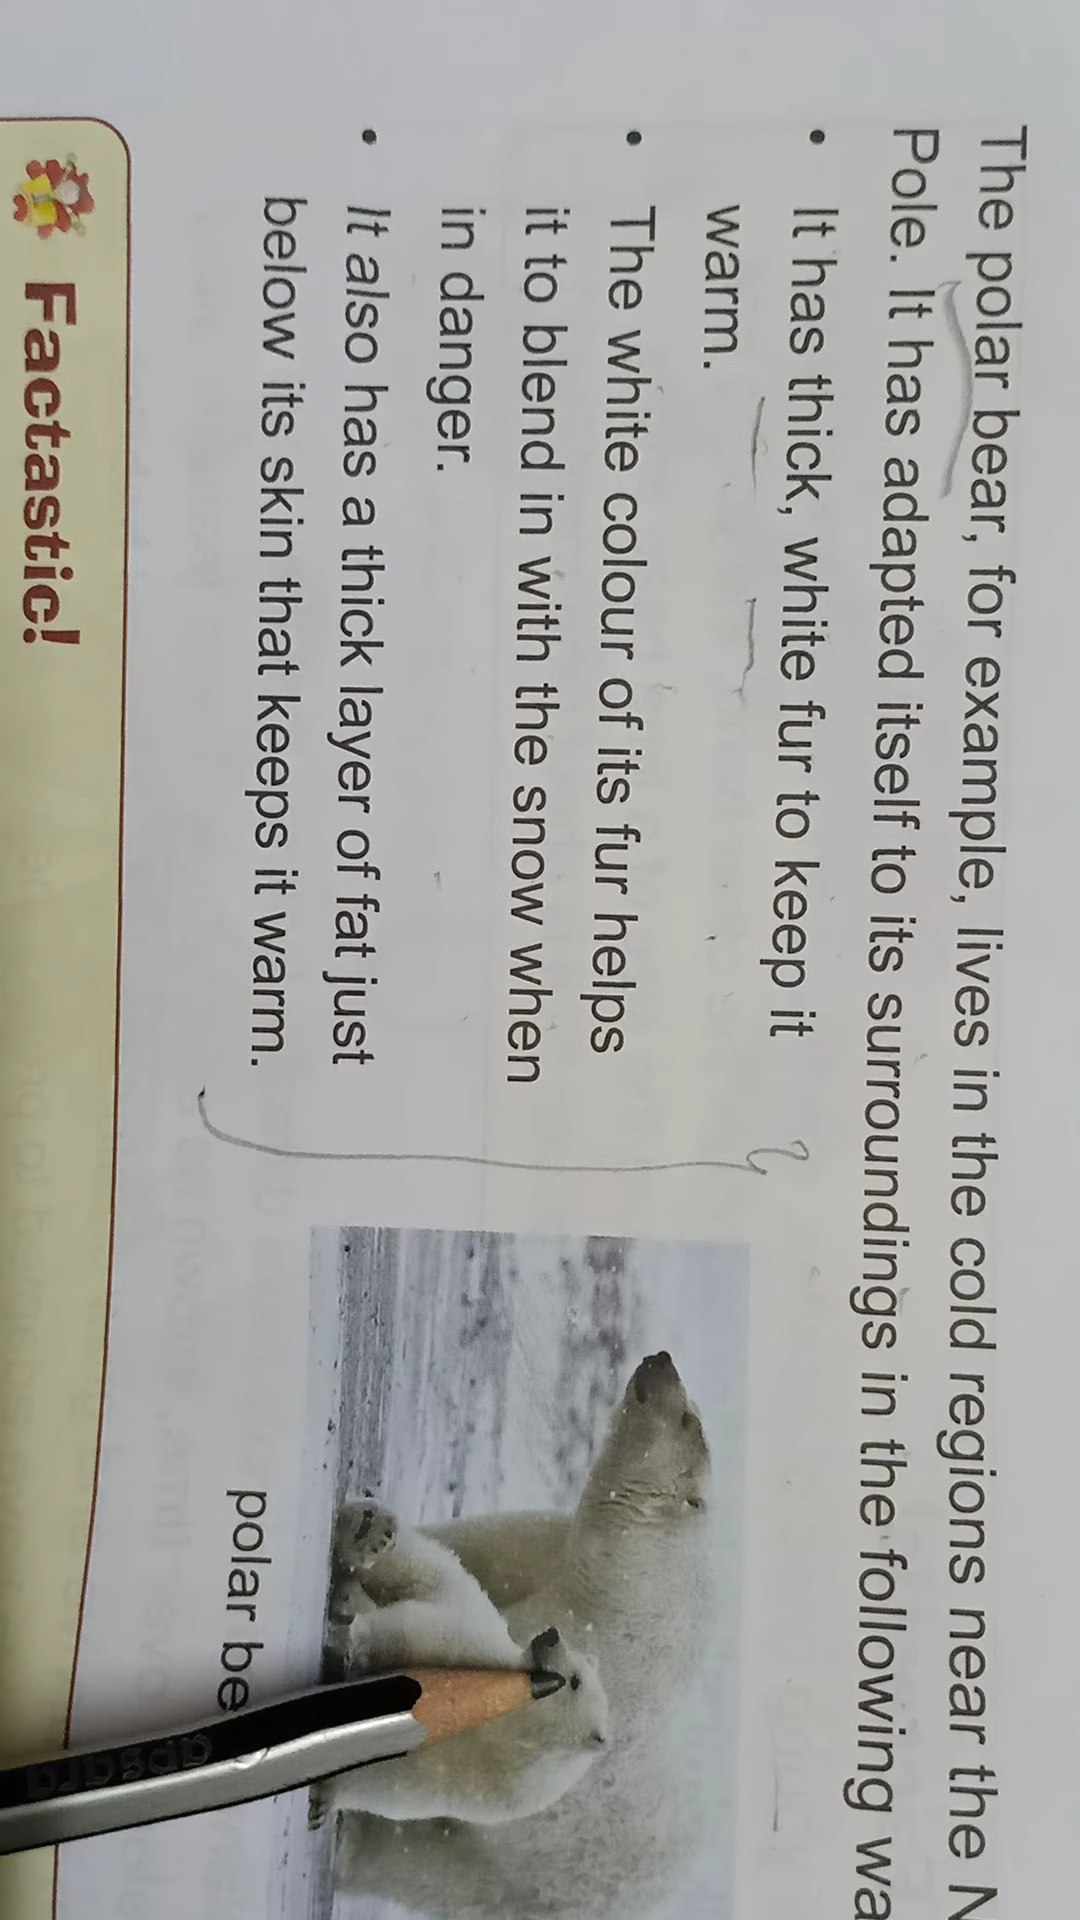 The polar bear, for example, lives in the cold regions near the N
Pole. It has adapted itself to its surroundings in the following wa
• It has thick, white fur to keep it
warm.
• The white colour of its fur helps
it to blend in with the snow when
in danger.
• It also has a thick layer of fat just
below its skin that keeps it warm.
polar be
Factastic!
apsara